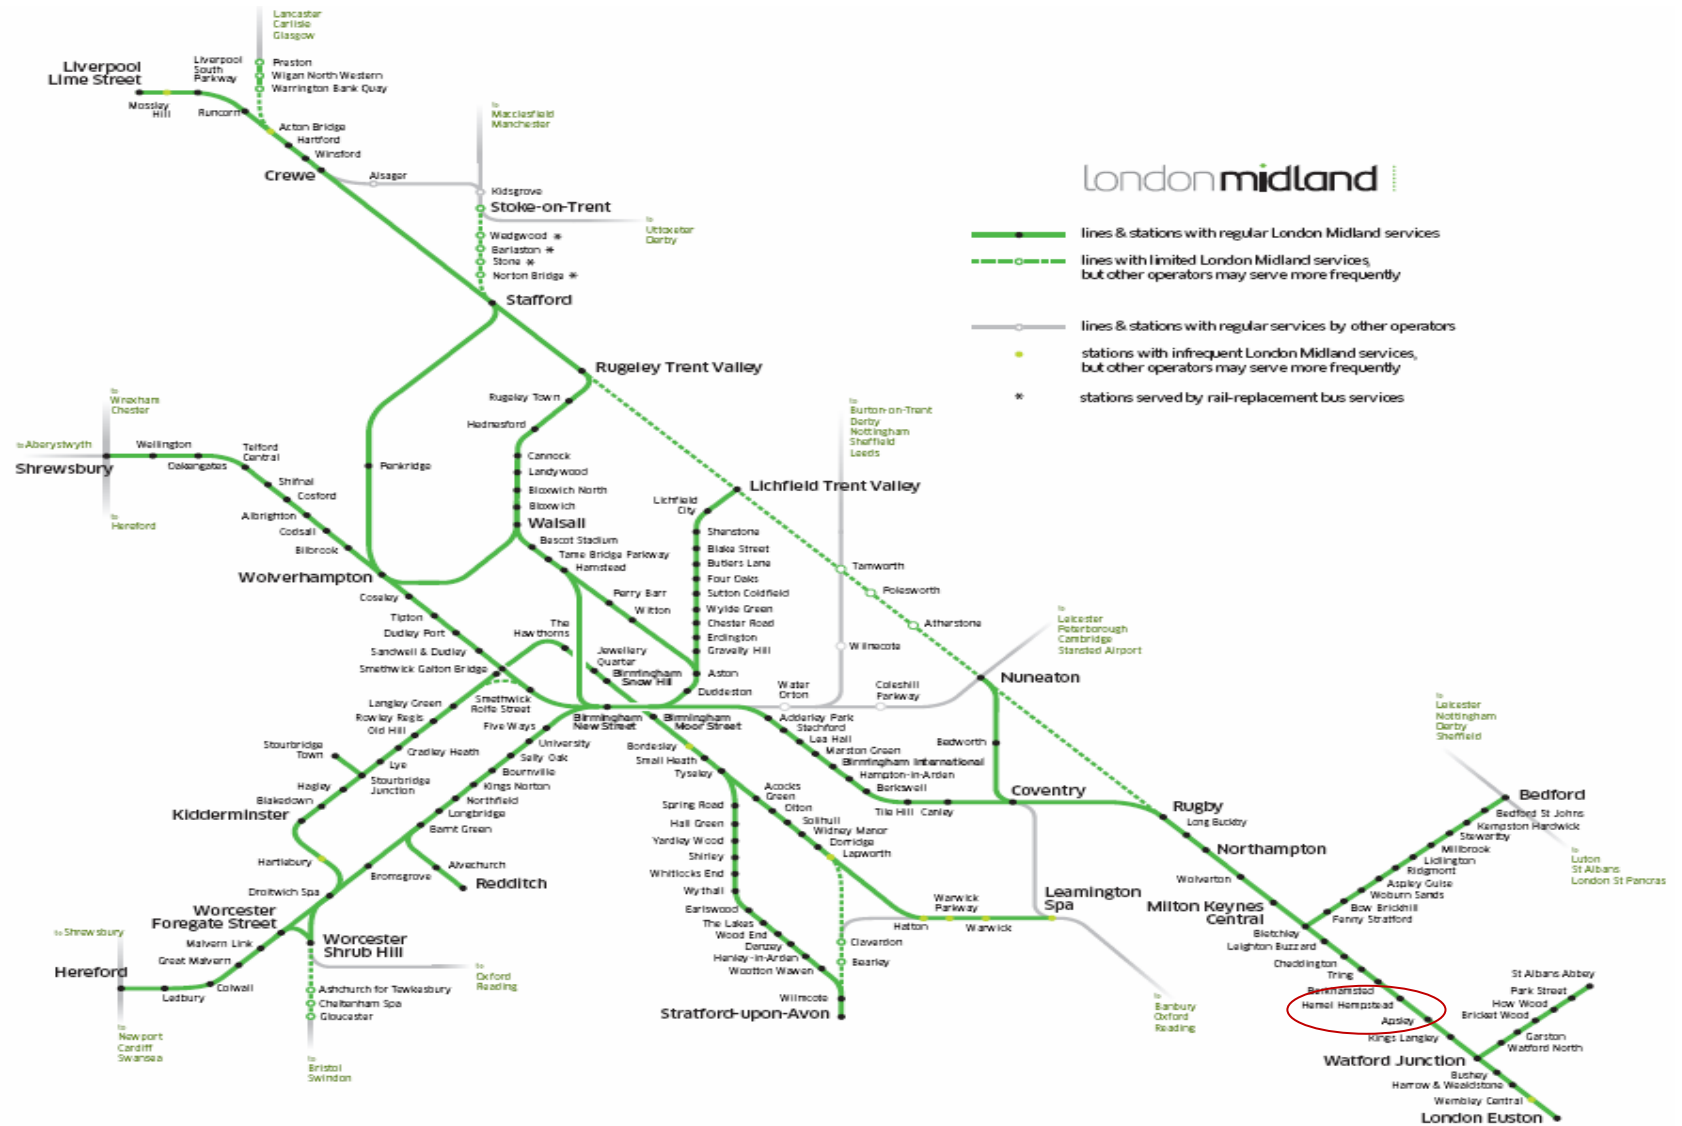 Lancaster
Carlisle
Glasgow
Preston
Wigan North Western
Warrington Bank Quay
Liverpool
Lime Street
Liverpool
South
Parkway
Mossley
Hill
Runcorn
Acton Bridge
Hartford
Winsford
Crewe
Alsager
to
Macclesfield
Manchester
Kidsgrove
Stoke-on-Trent
to
Uttoxeter
Derby
Wedgwood *
Barlaston *
Stone *
Norton Bridge *
Stafford
londonmidland
lines & stations with regular London Midland services
lines with limited London Midland services,
but other operators may serve more frequently
lines & stations with regular services by other operators
stations with infrequent London Midland services,
but other operators may serve more frequently
* stations served by rail-replacement bus services
Rugeley Trent Valley
Rugeley Town
Hednesford
Cannock
Landywood
Bloxwich North
Bloxwich
Walsall
Bescot Stadium
Tame Bridge Parkway
Hamstead
Perry Barr
Witton
to
Wrexham
Chester
to Aberystwyth
Shrewsbury
to
Hereford
Wellington
Oakengates
Telford
Central
Shifnal
Cosford
Albrighton
Codsall
Bilbrook
Penkridge
Wolverhampton
Coseley
Tipton
Dudley Port
Sandwell & Dudley
Smethwick Galton Bridge
Smethwick
Rolfe Street
The
Hawthorns
Jewellery
Quarter
Birmingham
Snow Hill
Birmingham
New Street
Birmingham
Moor Street
to
Burton-on-Trent
Derby
Nottingham
Sheffield
Leeds
Lichfield Trent Valley
Lichfield
City
Shenstone
Blake Street
Butlers Lane
Four Oaks
Sutton Coldfield
Wylde Green
Chester Road
Erdington
Gravelly Hill
Aston
Duddeston
Tamworth
Polesworth
Atherstone
Wilnecote
Water
Orton
Coleshill
Parkway
Nuneaton
to
Leicester
Peterborough
Cambridge
Stansted Airport
Bedworth
Coventry
Adderley Park
Stechford
Lea Hall
Marston Green
Birmingham International
Hampton-in-Arden
Berkswell
Tile Hill
Canley
Langley Green
Rowley Regis
Old Hill
Cradley Heath
Lye
Stourbridge
Town
Stourbridge
Junction
Hagley
Blakedown
Kidderminster
Hartlebury
Droitwich Spa
Five Ways
University
Selly Oak
Bournville
Kings Norton
Northfield
Longbridge
Barnt Green
Alvechurch
Redditch
Bromsgrove
Worcester
Foregate Street
Worcester
Shrub Hill
Malvern Link
Great Malvern
Colwall
Ledbury
Hereford
to Shrewsbury
to
Newport
Cardiff
Swansea
to
Oxford
Reading
Ashchurch for Tewkesbury
Cheltenham Spa
Gloucester
to
Bristol
Swindon
Bordesley
Small Heath
Tyseley
Spring Road
Hall Green
Yardley Wood
Shirley
Whitlocks End
Wythall
Earlswood
The Lakes
Wood End
Danzey
Henley-in-Arden
Wootton Wawen
Wilmcote
Stratford-upon-Avon
Acocks
Green
Olton
Solihull
Widney Manor
Dorridge
Lapworth
Claverdon
Bearley
Hatton
Warwick
Parkway
Warwick
Leamington
Spa
to
Banbury
Oxford
Reading
Rugby
Long Buckby
Northampton
Wolverton
Milton Keynes
Central
Bletchley
Leighton Buzzard
Cheddington
Tring
Berkhamsted
Hemel Hempstead
Apsley
Kings Langley
Watford Junction
Bushey
Harrow & Wealdstone
Wembley Central
London Euston
to
Leicester
Nottingham
Derby
Sheffield
Bedford
Bedford St Johns
Kempston Hardwick
Stewartby
Millbrook
Lidlington
Ridgmont
Aspley Guise
Woburn Sands
Bow Brickhill
Fenny Stratford
to
Luton
St Albans
London St Pancras
St Albans Abbey
Park Street
How Wood
Bricket Wood
Garston
Watford North